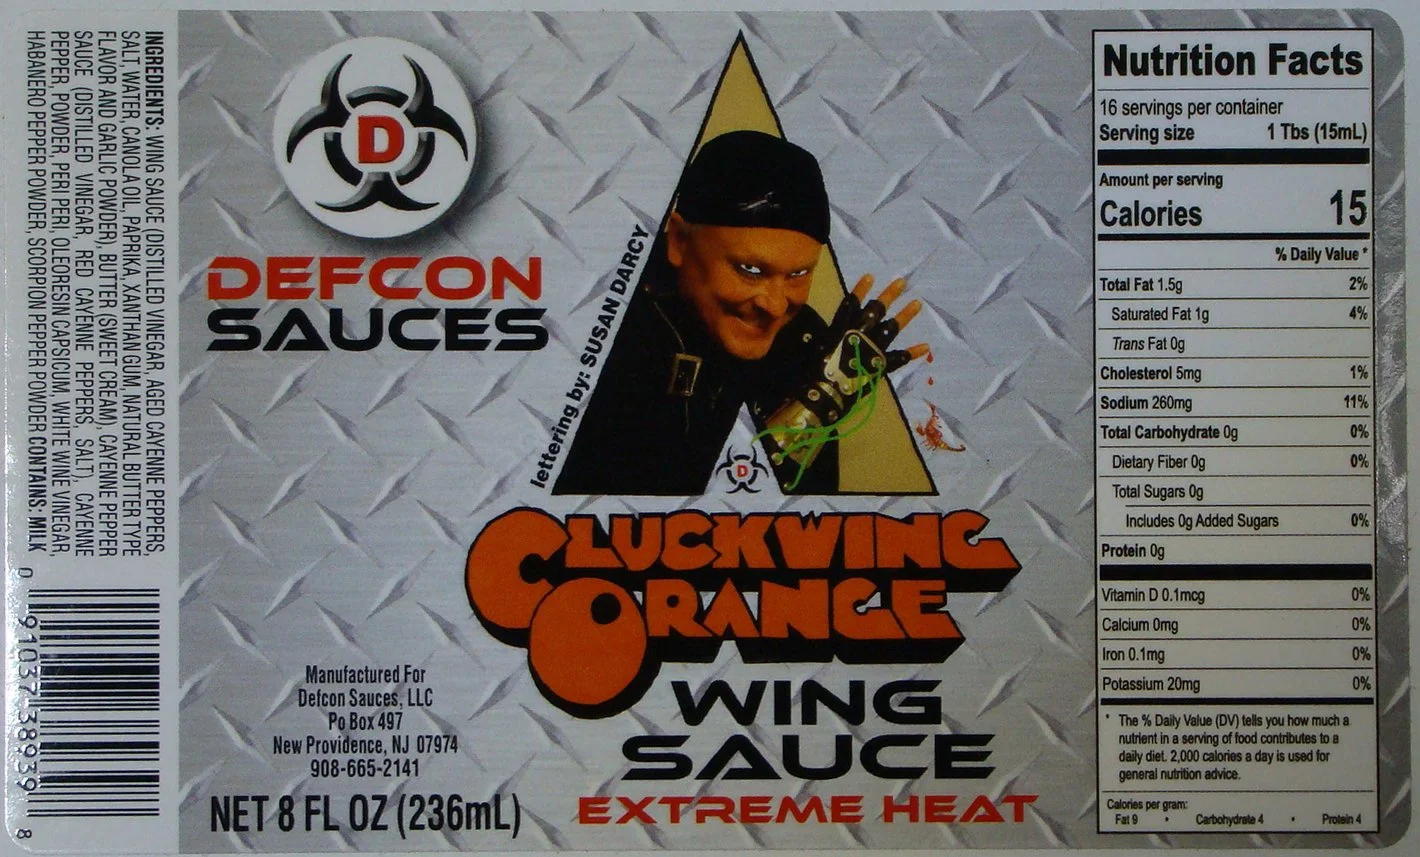 INGREDIENTS: WING SAUCE (DISTILLED VINEGAR, AGED CAYENNE PEPPERS,
SALT, WATER, CANOLA OIL, PAPRIKA, XANTHAN GUM, NATURAL BUTTER TYPE
FLAVOR AND GARLIC POWDER), BUTTER (SWEET CREAM), CAYENNE PEPPER
SAUCE (DISTILLED VINEGAR, RED CAYENNE PEPPERS, SALT), CAYENNE
PEPPER, POWDER, PERI PERI, OLEORESIN CAPSICUM, WHITE WINE VINEGAR,
HABANERO PEPPER POWDER, SCORPION PEPPER POWDER CONTAINS: MILK
0 91037 38939 8
D
DEFCON
SAUCES
lettering by: SUSAN DARCY
D
CLUCKWING
ORANGE
WING
SAUCE
EXTREME HEAT
Manufactured For
Defcon Sauces, LLC
Po Box 497
New Providence, NJ 07974
908-665-2141
NET 8 FL OZ (236mL)
Nutrition Facts
16 servings per container
Serving size 1 Tbs (15mL)
Amount per serving
Calories 15
% Daily Value *
Total Fat 1.5g 2%
Saturated Fat 1g 4%
Trans Fat 0g
Cholesterol 5mg 1%
Sodium 260mg 11%
Total Carbohydrate 0g 0%
Dietary Fiber 0g 0%
Total Sugars 0g
Includes 0g Added Sugars 0%
Protein 0g
Vitamin D 0.1mcg 0%
Calcium 0mg 0%
Iron 0.1mg 0%
Potassium 20mg 0%
* The % Daily Value (DV) tells you how much a
nutrient in a serving of food contributes to a
daily diet. 2,000 calories a day is used for
general nutrition advice.
Calories per gram:
Fat 9 • Carbohydrate 4 • Protein 4